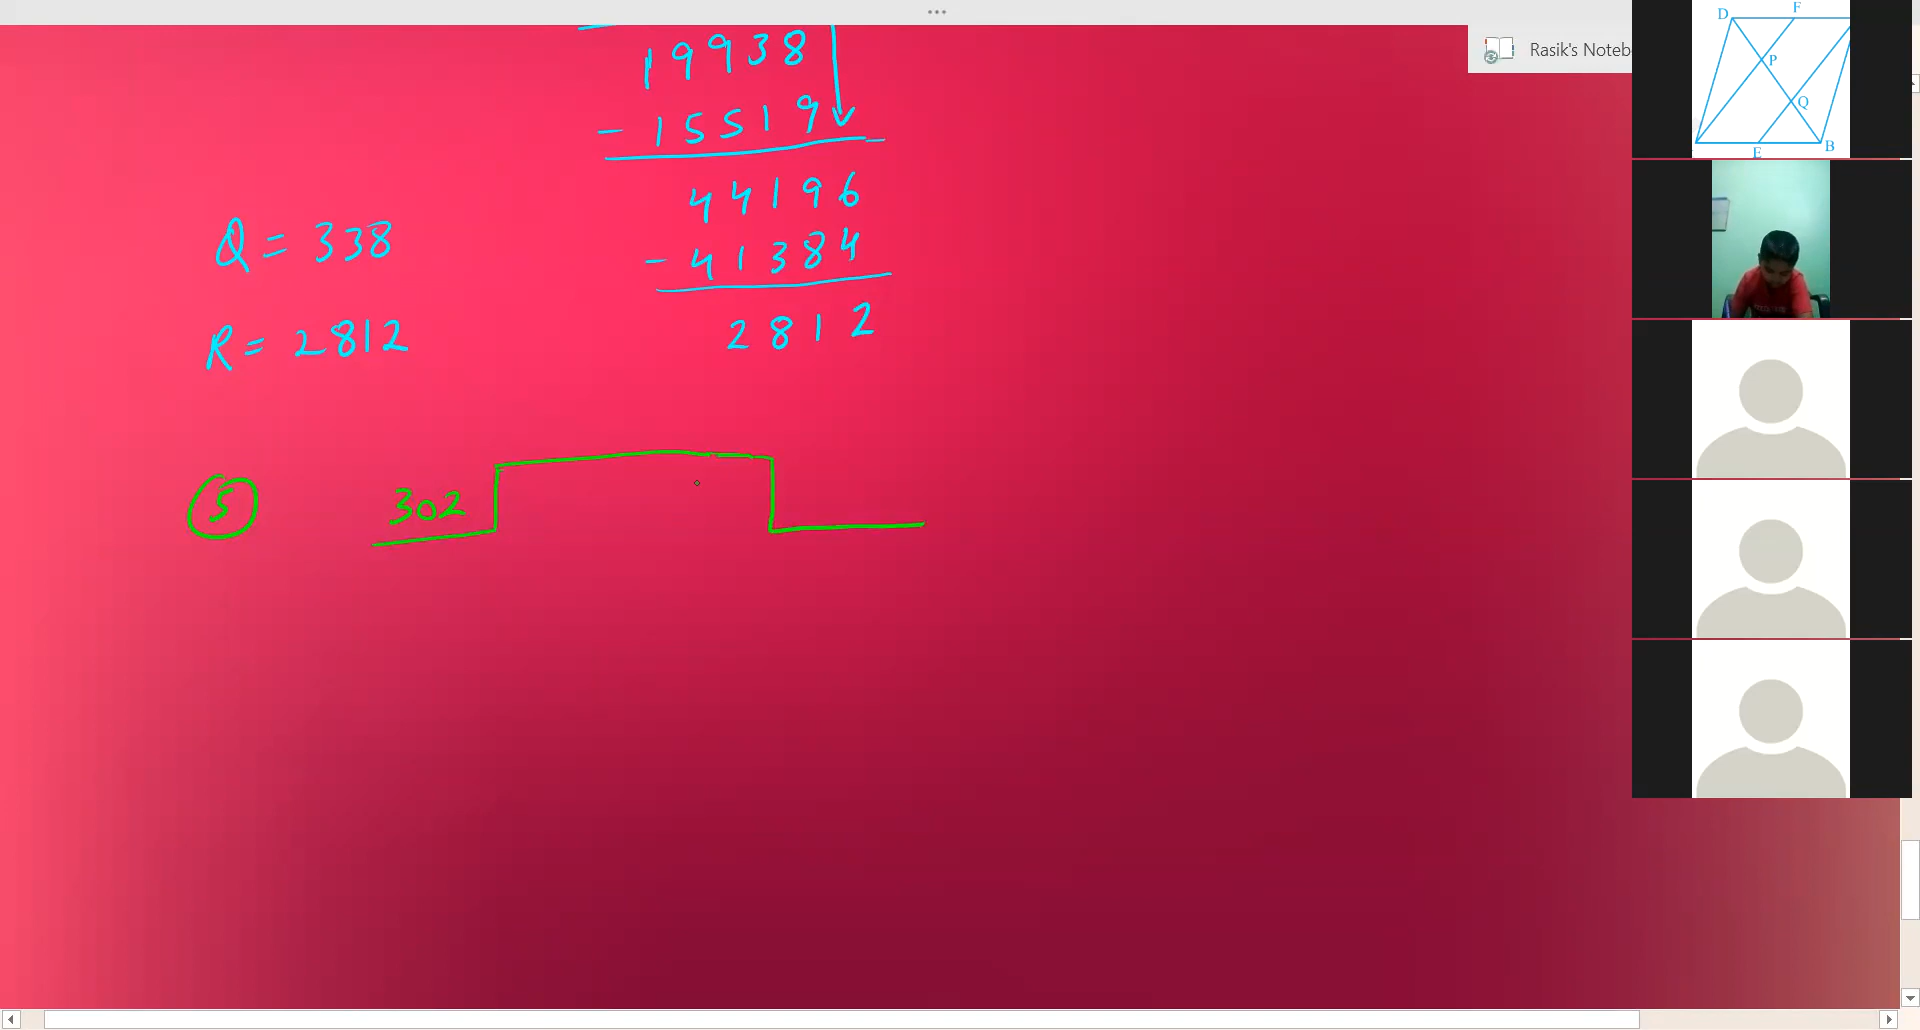 19938
- 15519
44196
- 41384
2812
Q = 338
R = 2812
5
302
Rasik's Noteb
D F
P
Q
E B